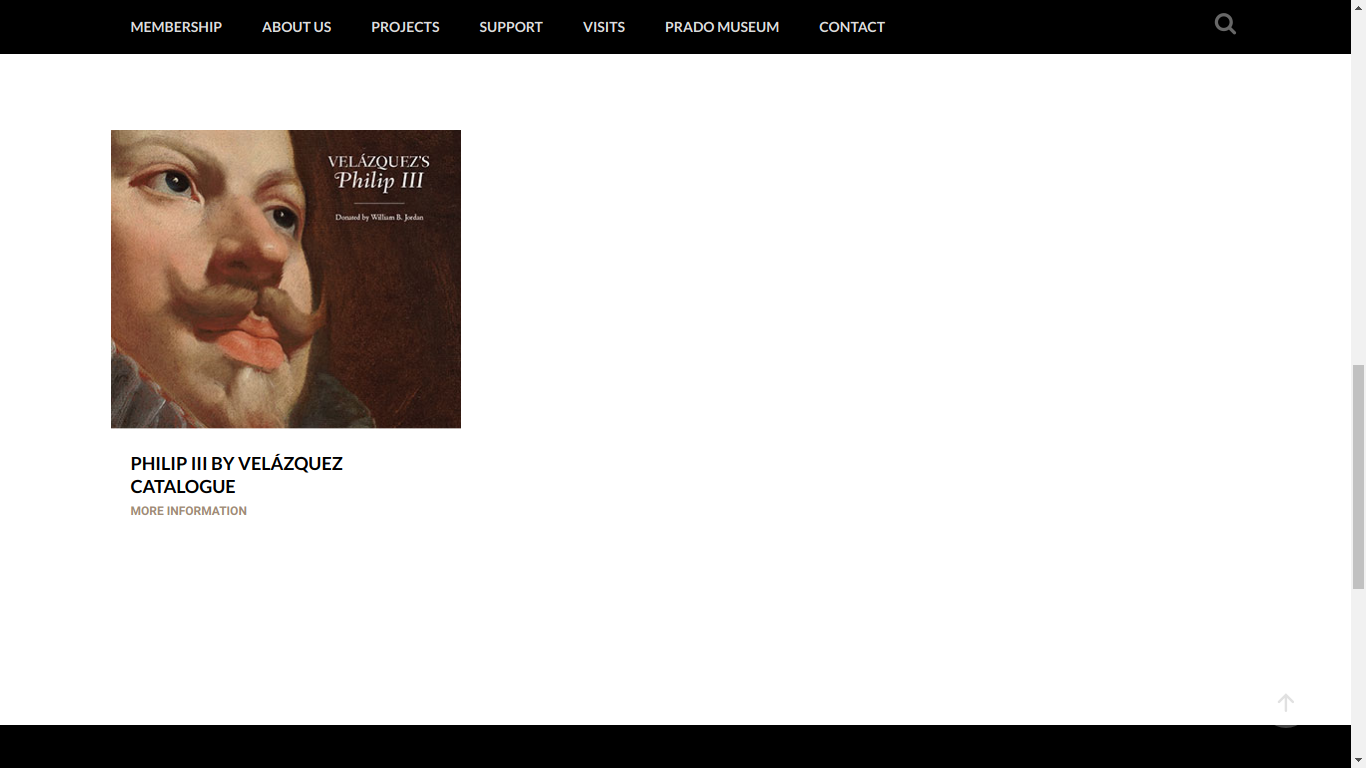 MEMBERSHIP ABOUT US PROJECTS SUPPORT VISITS PRADO MUSEUM CONTACT
VELÁZQUEZ'S
Philip III
Donated by William B. Jordan
PHILIP III BY VELÁZQUEZ
CATALOGUE
MORE INFORMATION